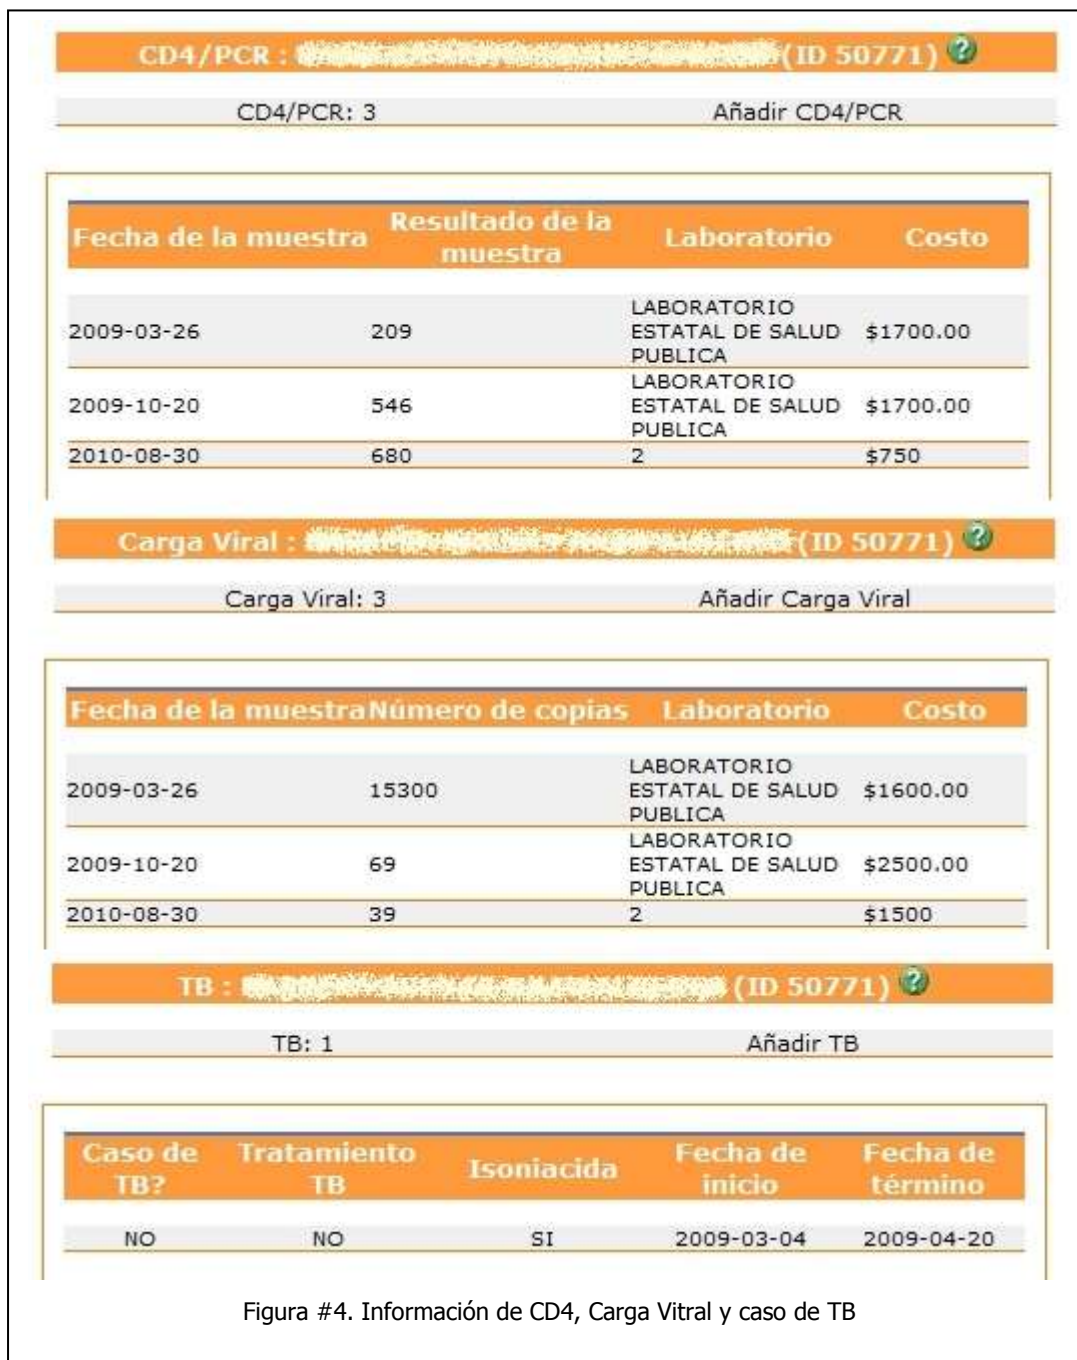 CD4/PCR : (ID 50771) ?
CD4/PCR: 3 Añadir CD4/PCR
Fecha de la muestra Resultado de la muestra Laboratorio Costo
2009-03-26 209 LABORATORIO ESTATAL DE SALUD PUBLICA $1700.00
2009-10-20 546 LABORATORIO ESTATAL DE SALUD PUBLICA $1700.00
2010-08-30 680 2 $750
Carga Viral : (ID 50771) ?
Carga Viral: 3 Añadir Carga Viral
Fecha de la muestra Número de copias Laboratorio Costo
2009-03-26 15300 LABORATORIO ESTATAL DE SALUD PUBLICA $1600.00
2009-10-20 69 LABORATORIO ESTATAL DE SALUD PUBLICA $2500.00
2010-08-30 39 2 $1500
TB : (ID 50771) ?
TB: 1 Añadir TB
Caso de TB? Tratamiento TB Isoniacida Fecha de inicio Fecha de término
NO NO SI 2009-03-04 2009-04-20
Figura #4. Información de CD4, Carga Vitral y caso de TB